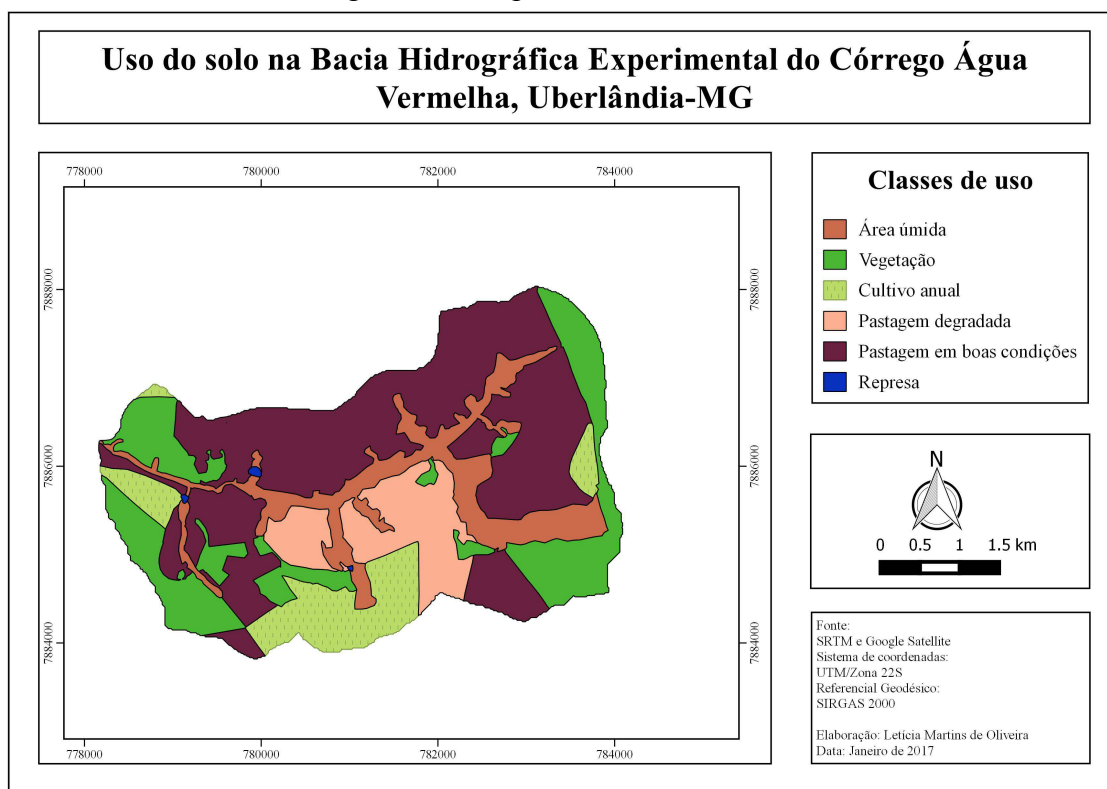 Uso do solo na Bacia Hidrográfica Experimental do Córrego Água
Vermelha, Uberlândia-MG
778000
780000
782000
784000
7888000
7888000
7886000
7886000
7884000
7884000
778000
780000
782000
784000
Classes de uso
Área úmida
Vegetação
Cultivo anual
Pastagem degradada
Pastagem em boas condições
Represa
N
0 0.5 1 1.5 km
Fonte:
SRTM e Google Satellite
Sistema de coordenadas:
UTM/Zona 22S
Referencial Geodésico:
SIRGAS 2000
Elaboração: Letícia Martins de Oliveira
Data: Janeiro de 2017